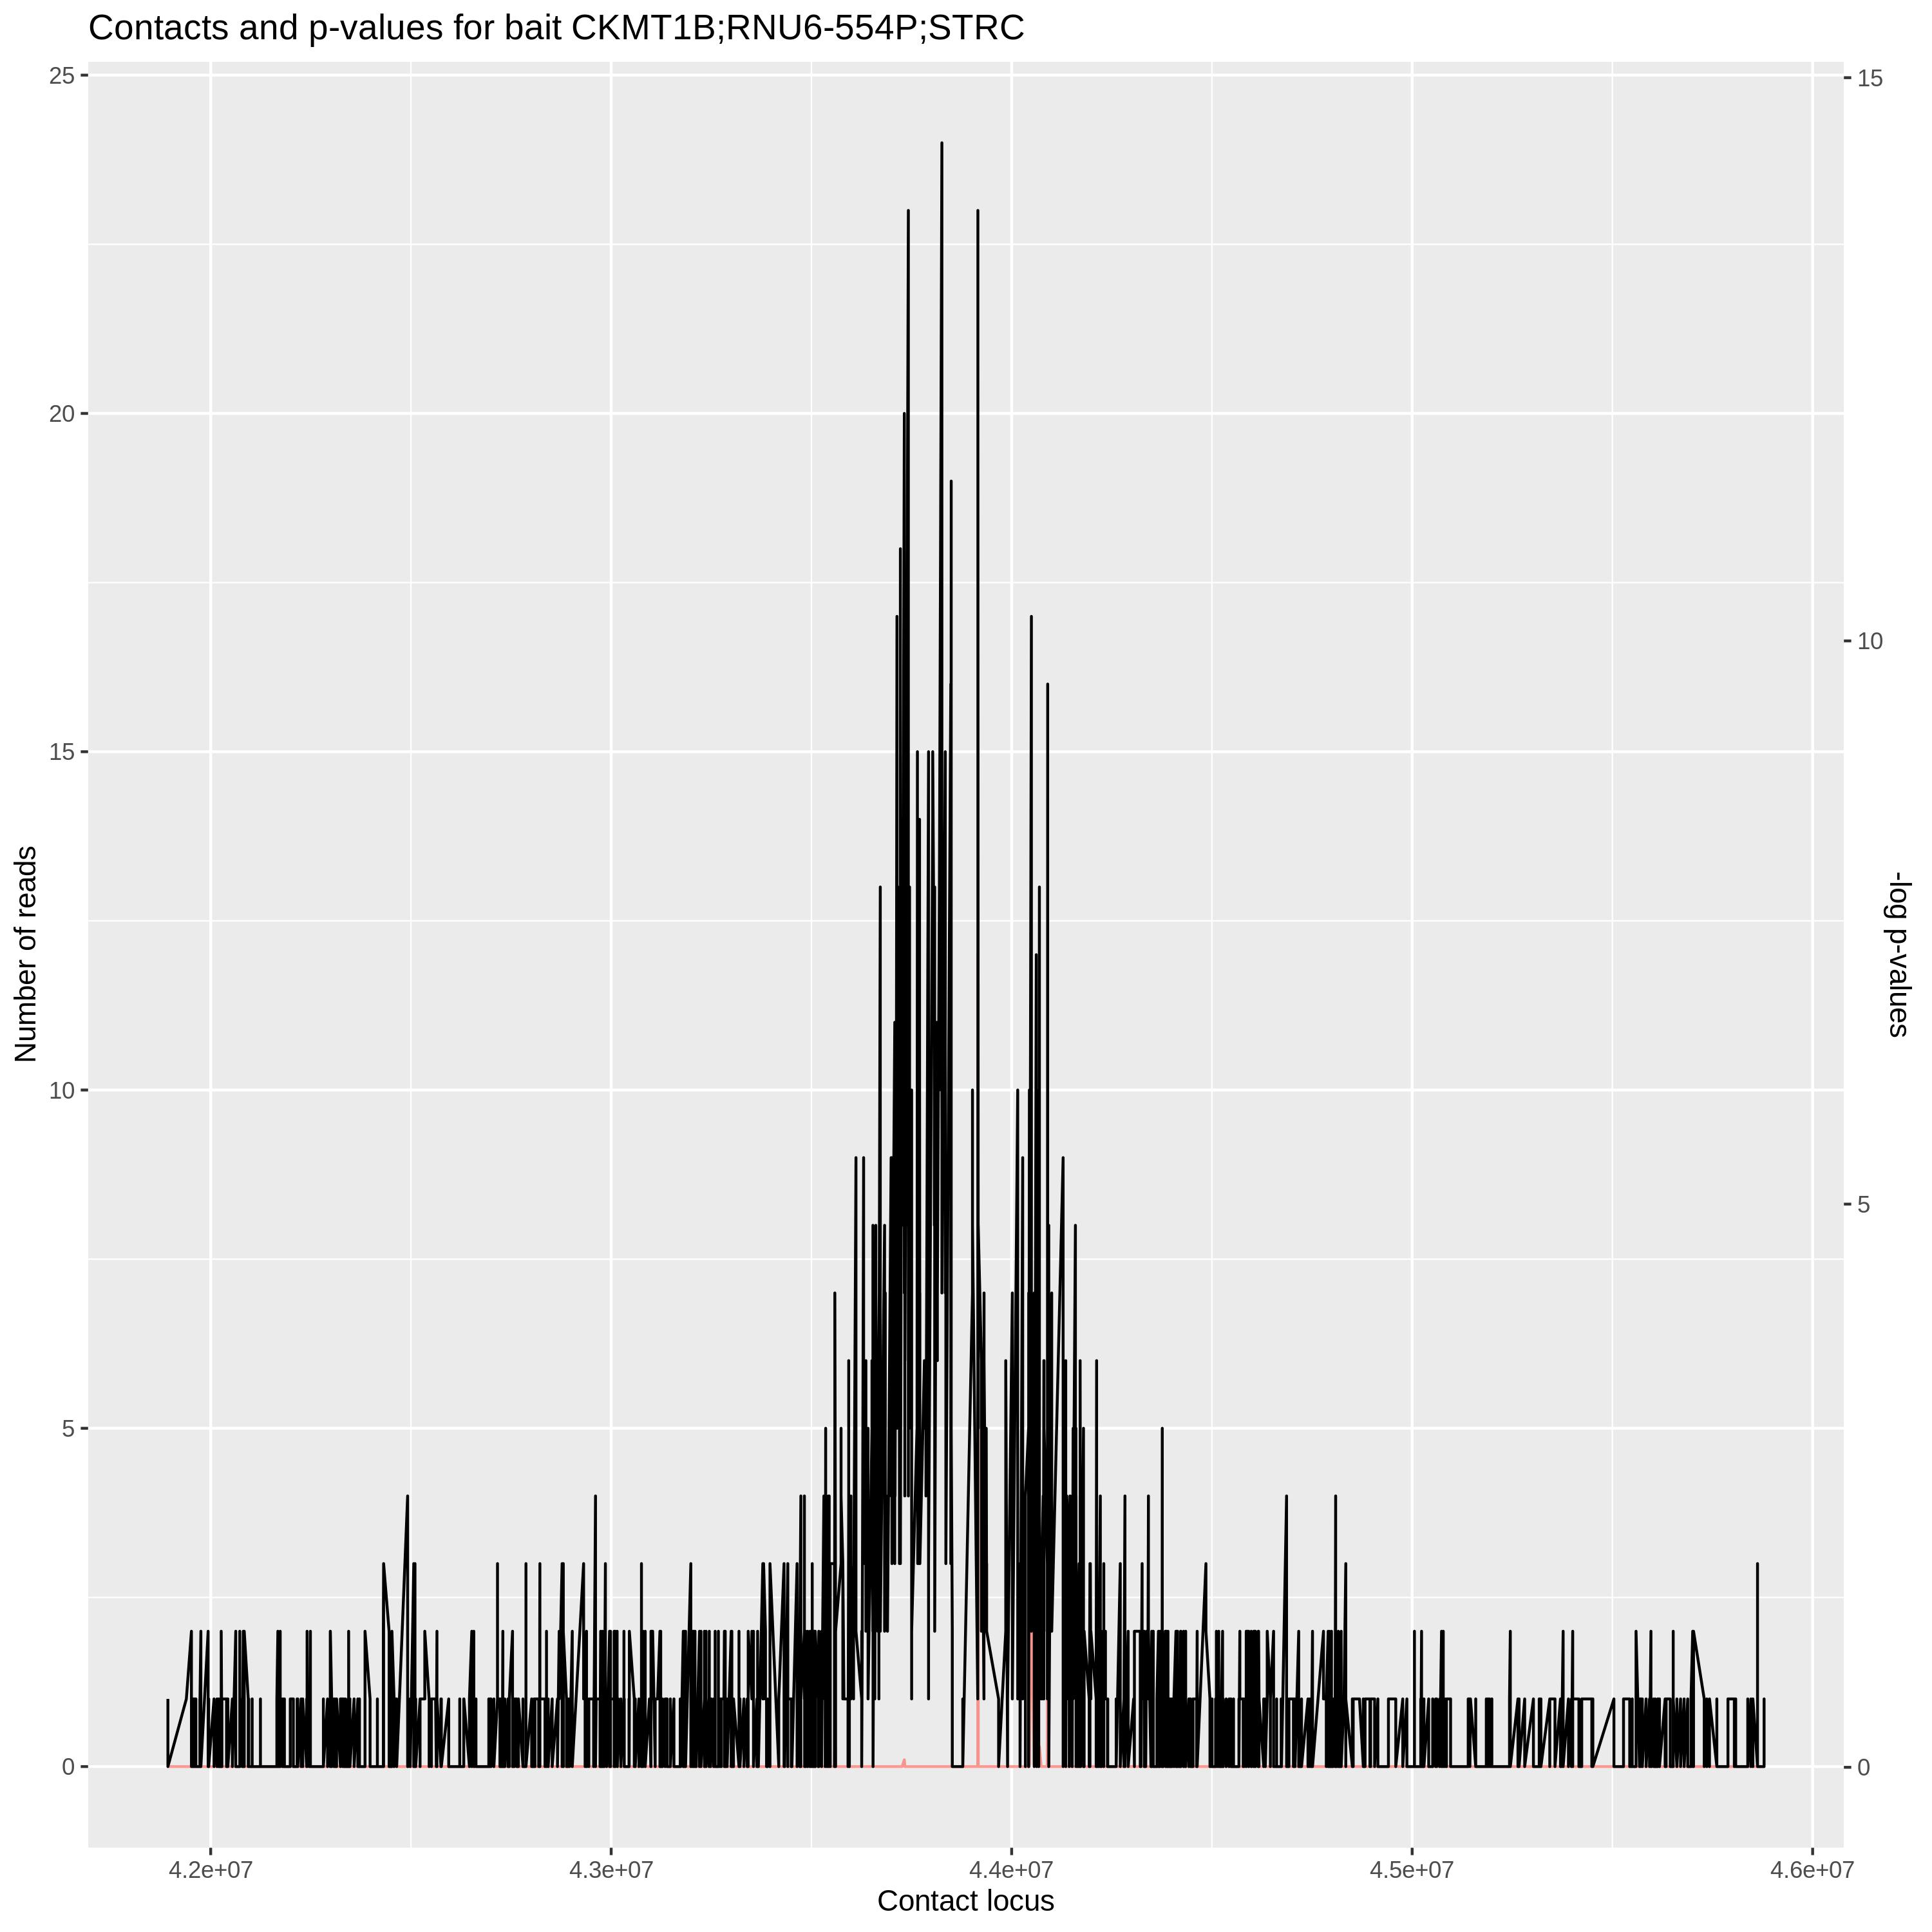 Contacts and p-values for bait CKMT1B;RNU6-554P;STRC
25
20
15
10
5
0
Number of reads
15
10
5
0
-log p-values
4.2e+07 4.3e+07 4.4e+07 4.5e+07 4.6e+07
Contact locus